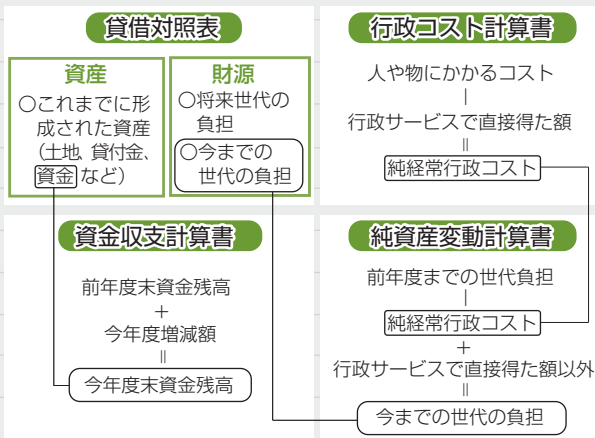 貸借対照表
資産
○これまでに形
成された資産
(土地、貸付金、
資金など)
財源
○将来世代の
負担
○今までの
世代の負担
行政コスト計算書
人や物にかかるコスト
|
行政サービスで直接得た額
||
純経常行政コスト
資金収支計算書
前年度末資金残高
+
今年度増減額
||
今年度末資金残高
純資産変動計算書
前年度までの世代負担
|
純経常行政コスト
+
行政サービスで直接得た額以外
||
今までの世代の負担